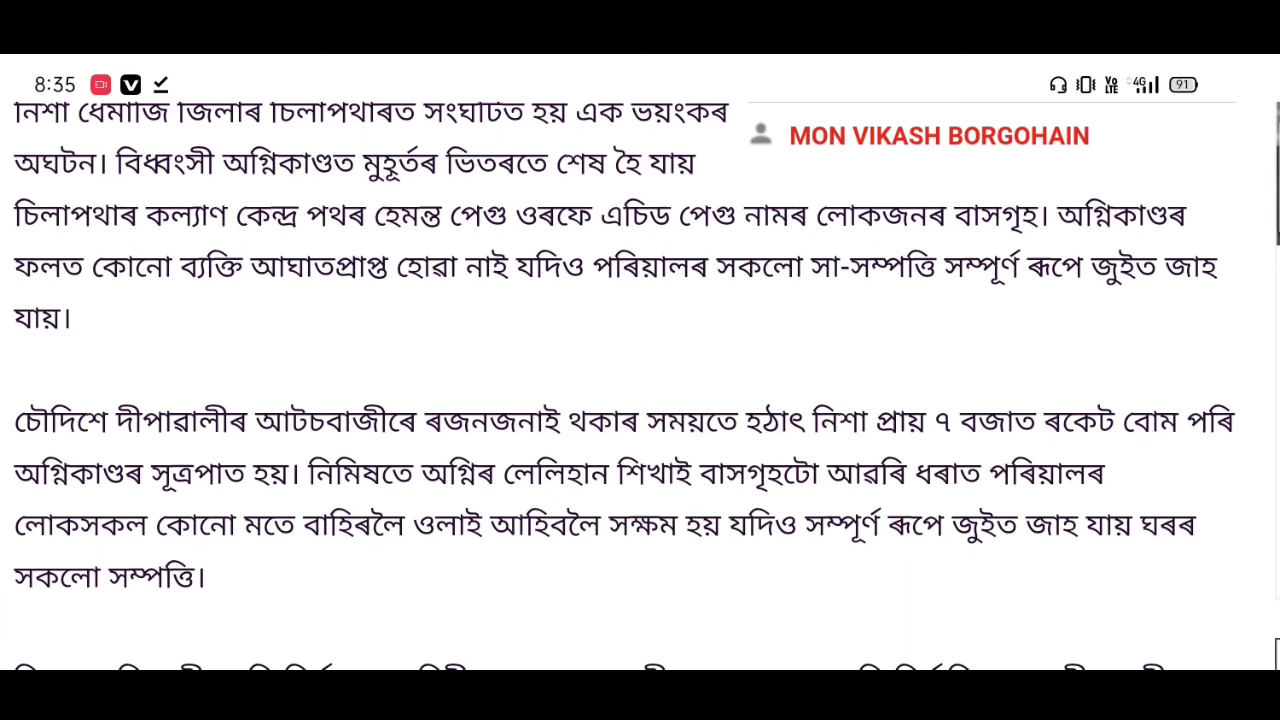 8:35
VO LTE 4G 91
নিশা ধেমাজি জিলাৰ চিলাপথাৰত সংঘটিত হয় এক ভয়ংকৰ
MON VIKASH BORGOHAIN
অঘটন। বিধ্বংসী অগ্নিকাণ্ডত মুহূৰ্তৰ ভিতৰতে শেষ হৈ যায়
চিলাপথাৰ কল্যাণ কেন্দ্ৰ পথৰ হেমন্ত পেগু ওৰফে এচিড পেগু নামৰ লোকজনৰ বাসগৃহ। অগ্নিকাণ্ডৰ
ফলত কোনো ব্যক্তি আঘাতপ্ৰাপ্ত হোৱা নাই যদিও পৰিয়ালৰ সকলো সা-সম্পত্তি সম্পূৰ্ণ ৰূপে জুইত জাহ
যায়।
চৌদিশে দীপাৱালীৰ আটচবাজীৰে ৰজনজনাই থকাৰ সময়তে হঠাৎ নিশা প্ৰায় ৭ বজাত ৰকেট বোম পৰি
অগ্নিকাণ্ডৰ সূত্ৰপাত হয়। নিমিষতে অগ্নিৰ লেলিহান শিখাই বাসগৃহটো আৱৰি ধৰাত পৰিয়ালৰ
লোকসকল কোনো মতে বাহিৰলৈ ওলাই আহিবলৈ সক্ষম হয় যদিও সম্পূৰ্ণ ৰূপে জুইত জাহ যায় ঘৰৰ
সকলো সম্পত্তি।